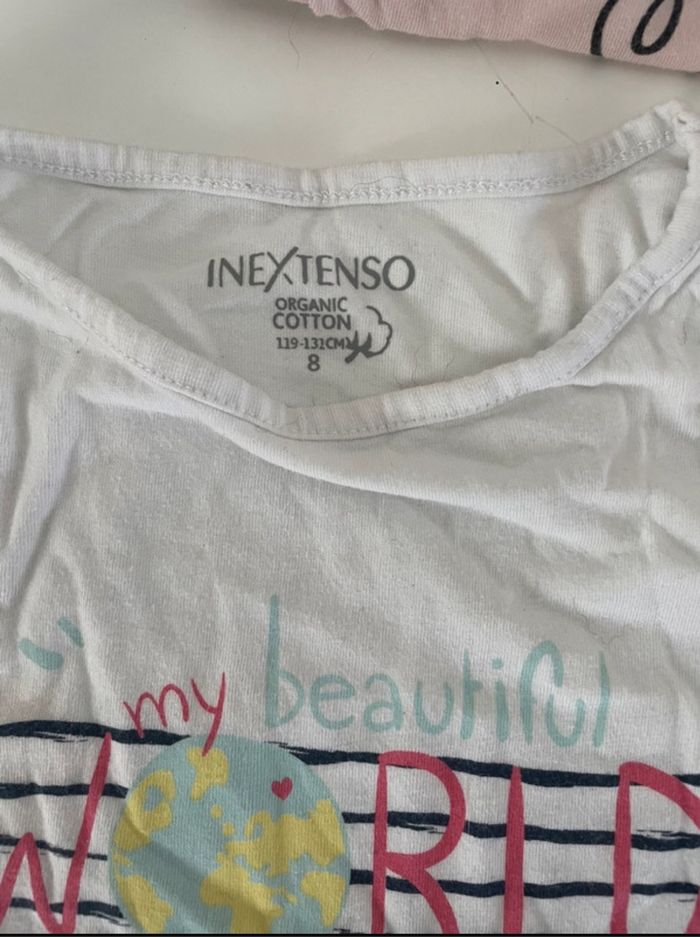 INEXTENSO
ORGANIC
COTTON
119-131CM
8
my beautiful
WORLD